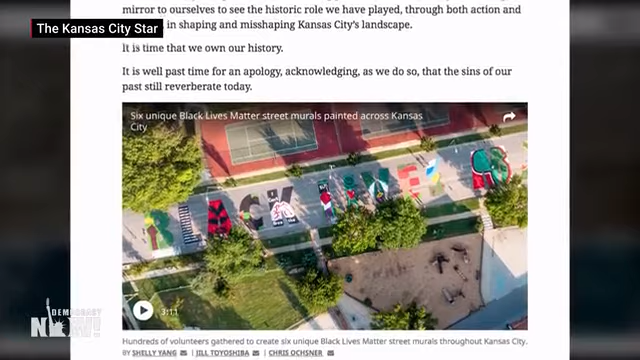 mirror to ourselves to see the historic role we have played, through both action and
The Kansas City Star
in shaping and misshaping Kansas City's landscape.
It is time that we own our history.
It is well past time for an apology, acknowledging, as we do so, that the sins of our
past still reverberate today.
Six unique Black Lives Matter street murals painted across Kansas
City
3:11
Hundreds of volunteers gathered to create six unique Black Lives Matter street murals throughout Kansas City.
BY SHELLY YANG | JILL TOYOSHIBA | CHRIS OCHSNER
DEMOCRACY
NOW!